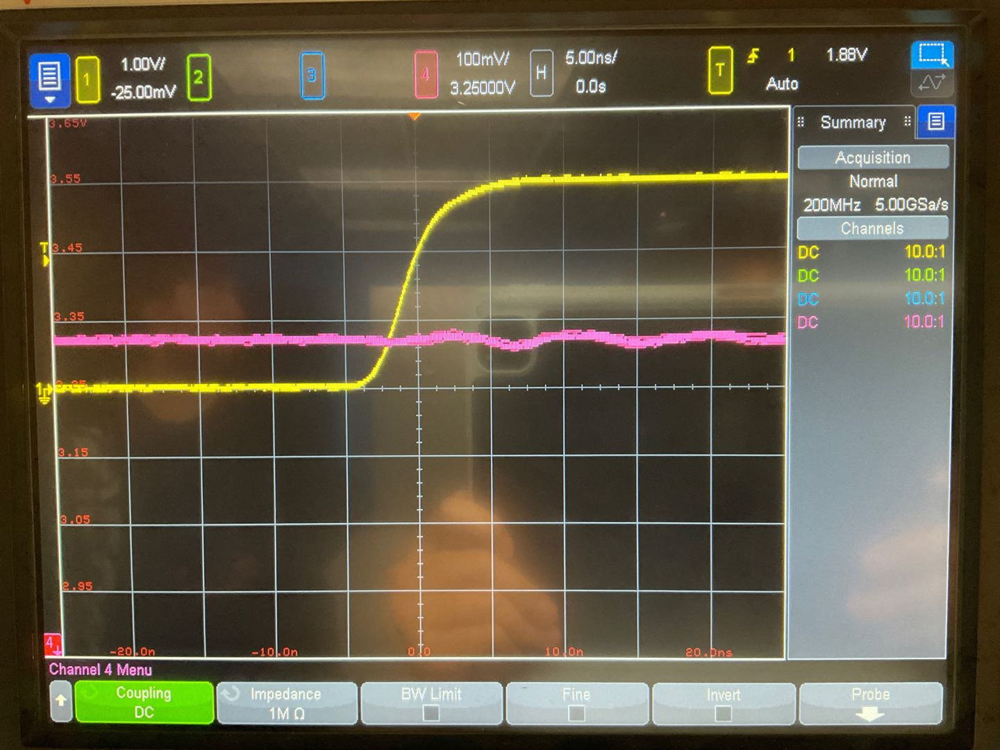 1 1.00V/ 2 3 4 100mV/ H 5.00ns/ T 1 1.88V
-25.00mV 3.25000V 0.0s Auto
3.65V
3.55
T 3.45
3.35
1 3.25
3.15
3.05
2.95
4
-20.0n -10.0n 0.0 10.0n 20.0ns
Summary
Acquisition
Normal
200MHz 5.00GSa/s
Channels
DC 10.0:1
DC 10.0:1
DC 10.0:1
DC 10.0:1
Channel 4 Menu
Coupling Impedance BW Limit Fine Invert Probe
DC 1M Ω